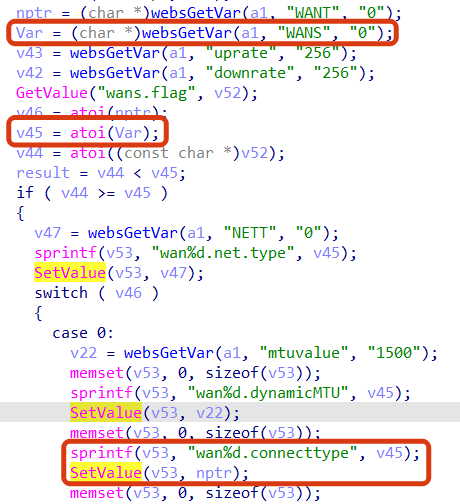 nptr = (char *)websGetVar(a1, "WANT", "0");
Var = (char *)websGetVar(a1, "WANS", "0");
v43 = websGetVar(a1, "uprate", "256");
v42 = websGetVar(a1, "downrate", "256");
GetValue("wans.flag", v52);
v46 = atoi(nptr);
v45 = atoi(Var);
v44 = atoi((const char *)v52);
result = v44 < v45;
if ( v44 >= v45 )
{
v47 = websGetVar(a1, "NETT", "0");
sprintf(v53, "wan%d.net.type", v45);
SetValue(v53, v47);
switch ( v46 )
{
case 0:
v22 = websGetVar(a1, "mtuvalue", "1500");
memset(v53, 0, sizeof(v53));
sprintf(v53, "wan%d.dynamicMTU", v45);
SetValue(v53, v22);
memset(v53, 0, sizeof(v53));
sprintf(v53, "wan%d.connecttype", v45);
SetValue(v53, nptr);
memset(v53, 0, sizeof(v53));